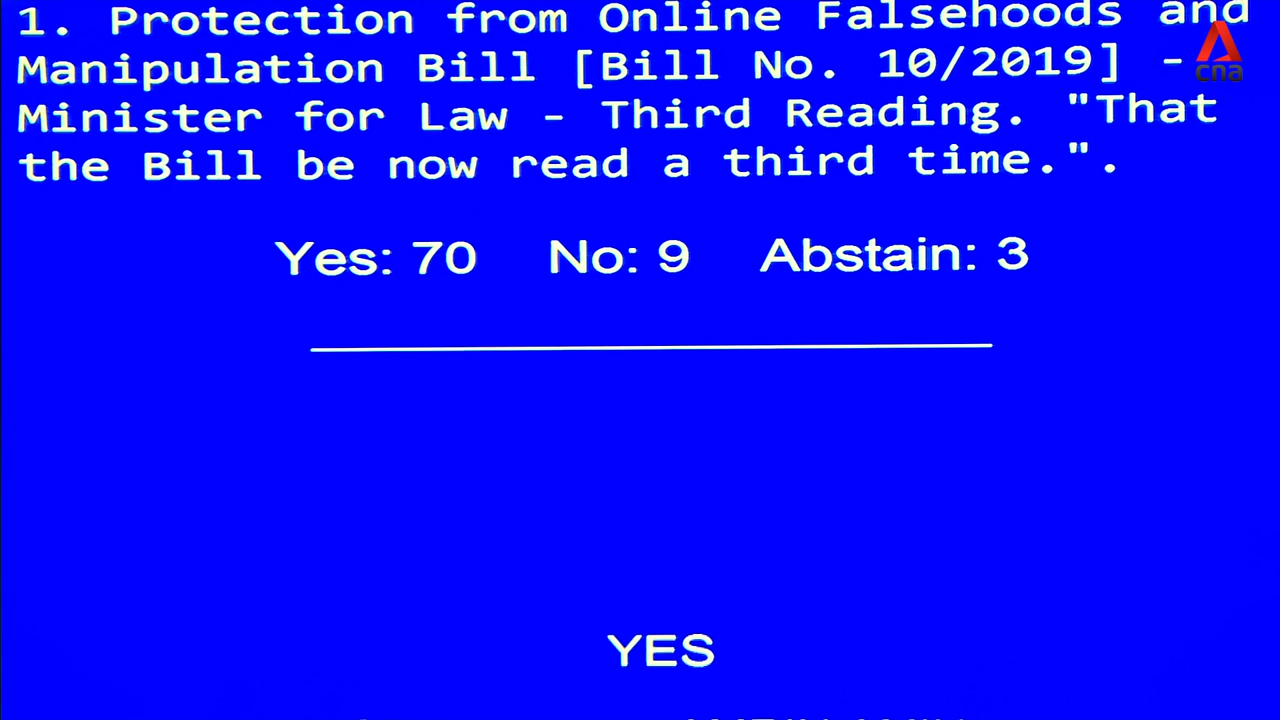 1. Protection from Online Falsehoods and
Manipulation Bill [Bill No. 10/2019] -
Minister for Law - Third Reading. "That
the Bill be now read a third time.".
cna
Yes: 70 No: 9 Abstain: 3
YES